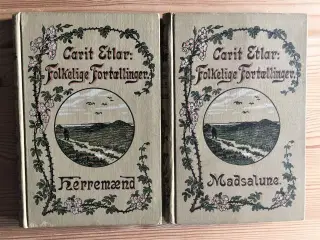 Carit Etlar:
Folkelige Fortællinger.
Herremænd
Carit Etlar:
Folkelige Fortællinger.
Madsalune.